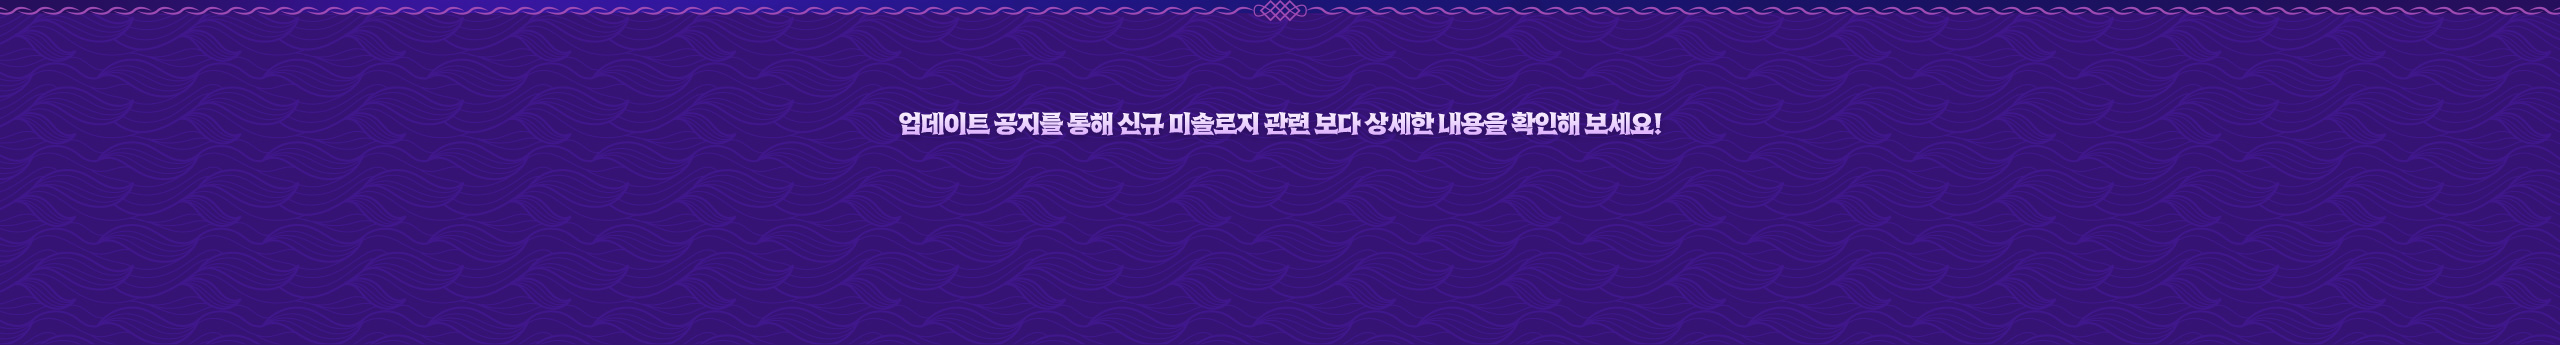 업데이트 공지를 통해 신규 미솔로지 관련 보다 상세한 내용을 확인해 보세요!